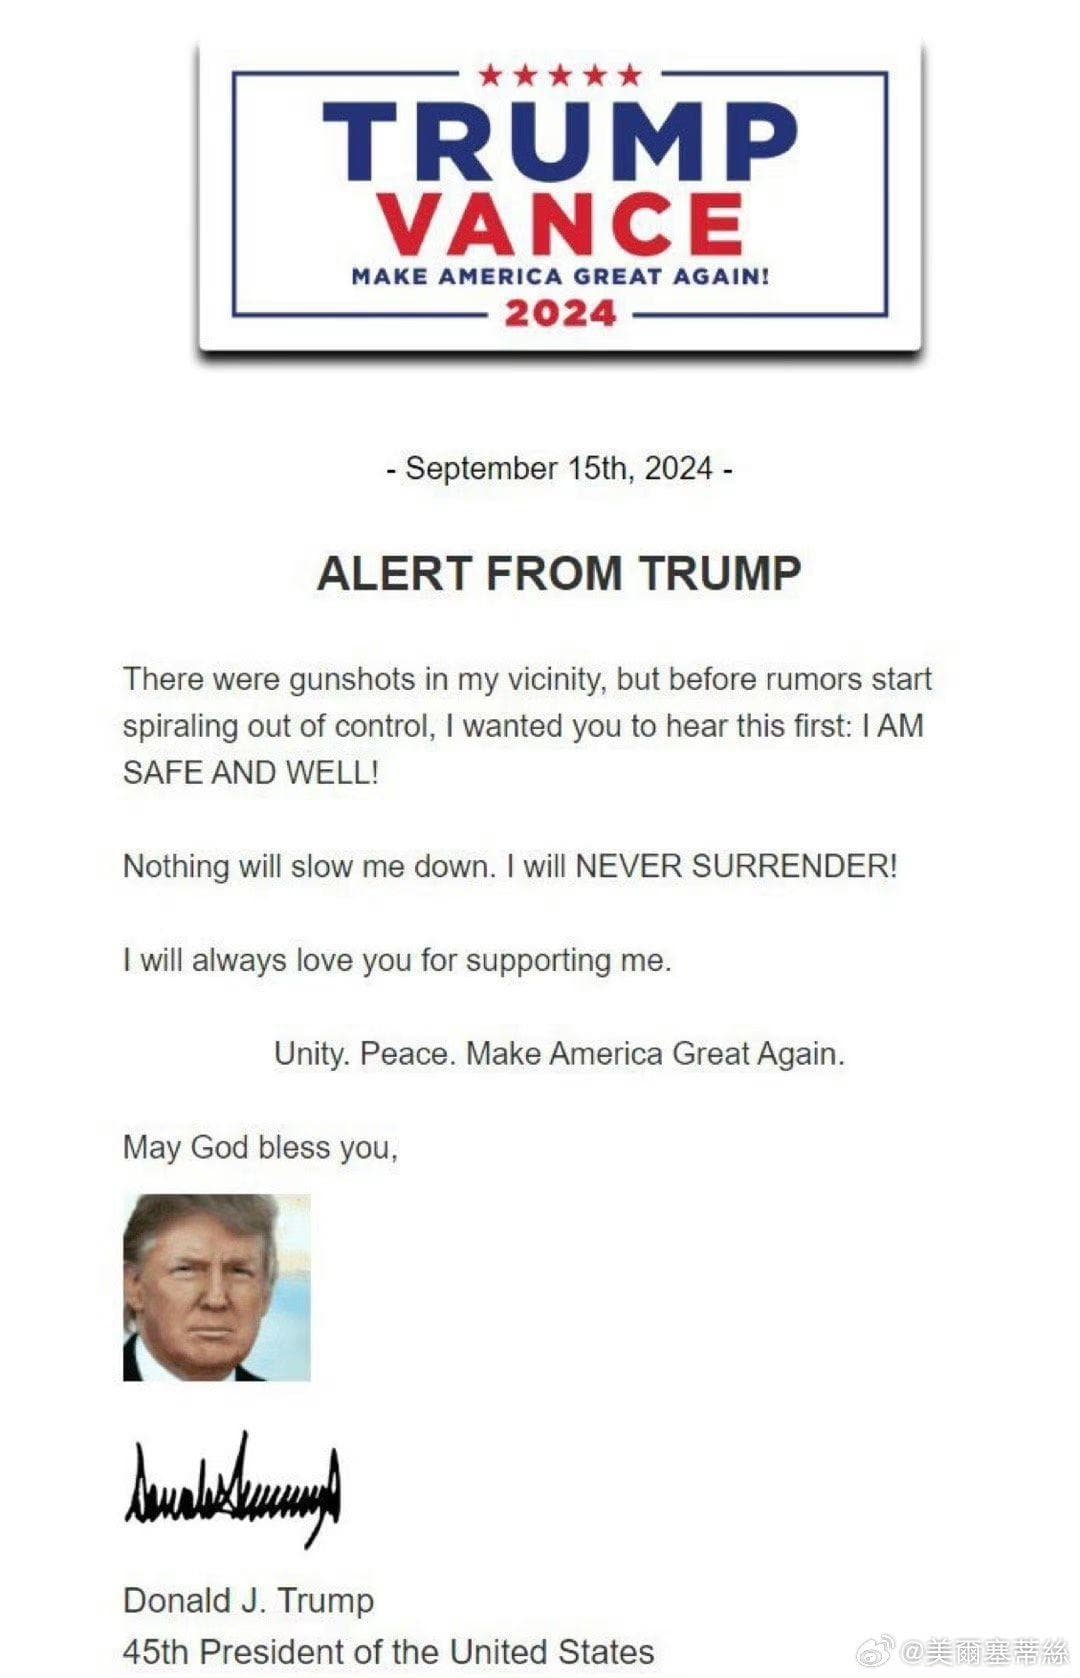 TRUMP
VANCE
MAKE AMERICA GREAT AGAIN!
2024
- September 15th, 2024 -
ALERT FROM TRUMP
There were gunshots in my vicinity, but before rumors start
spiraling out of control, I wanted you to hear this first: I AM
SAFE AND WELL!
Nothing will slow me down. I will NEVER SURRENDER!
I will always love you for supporting me.
Unity. Peace. Make America Great Again.
May God bless you,
Donald J. Trump
45th President of the United States
@美爾塞蒂絲